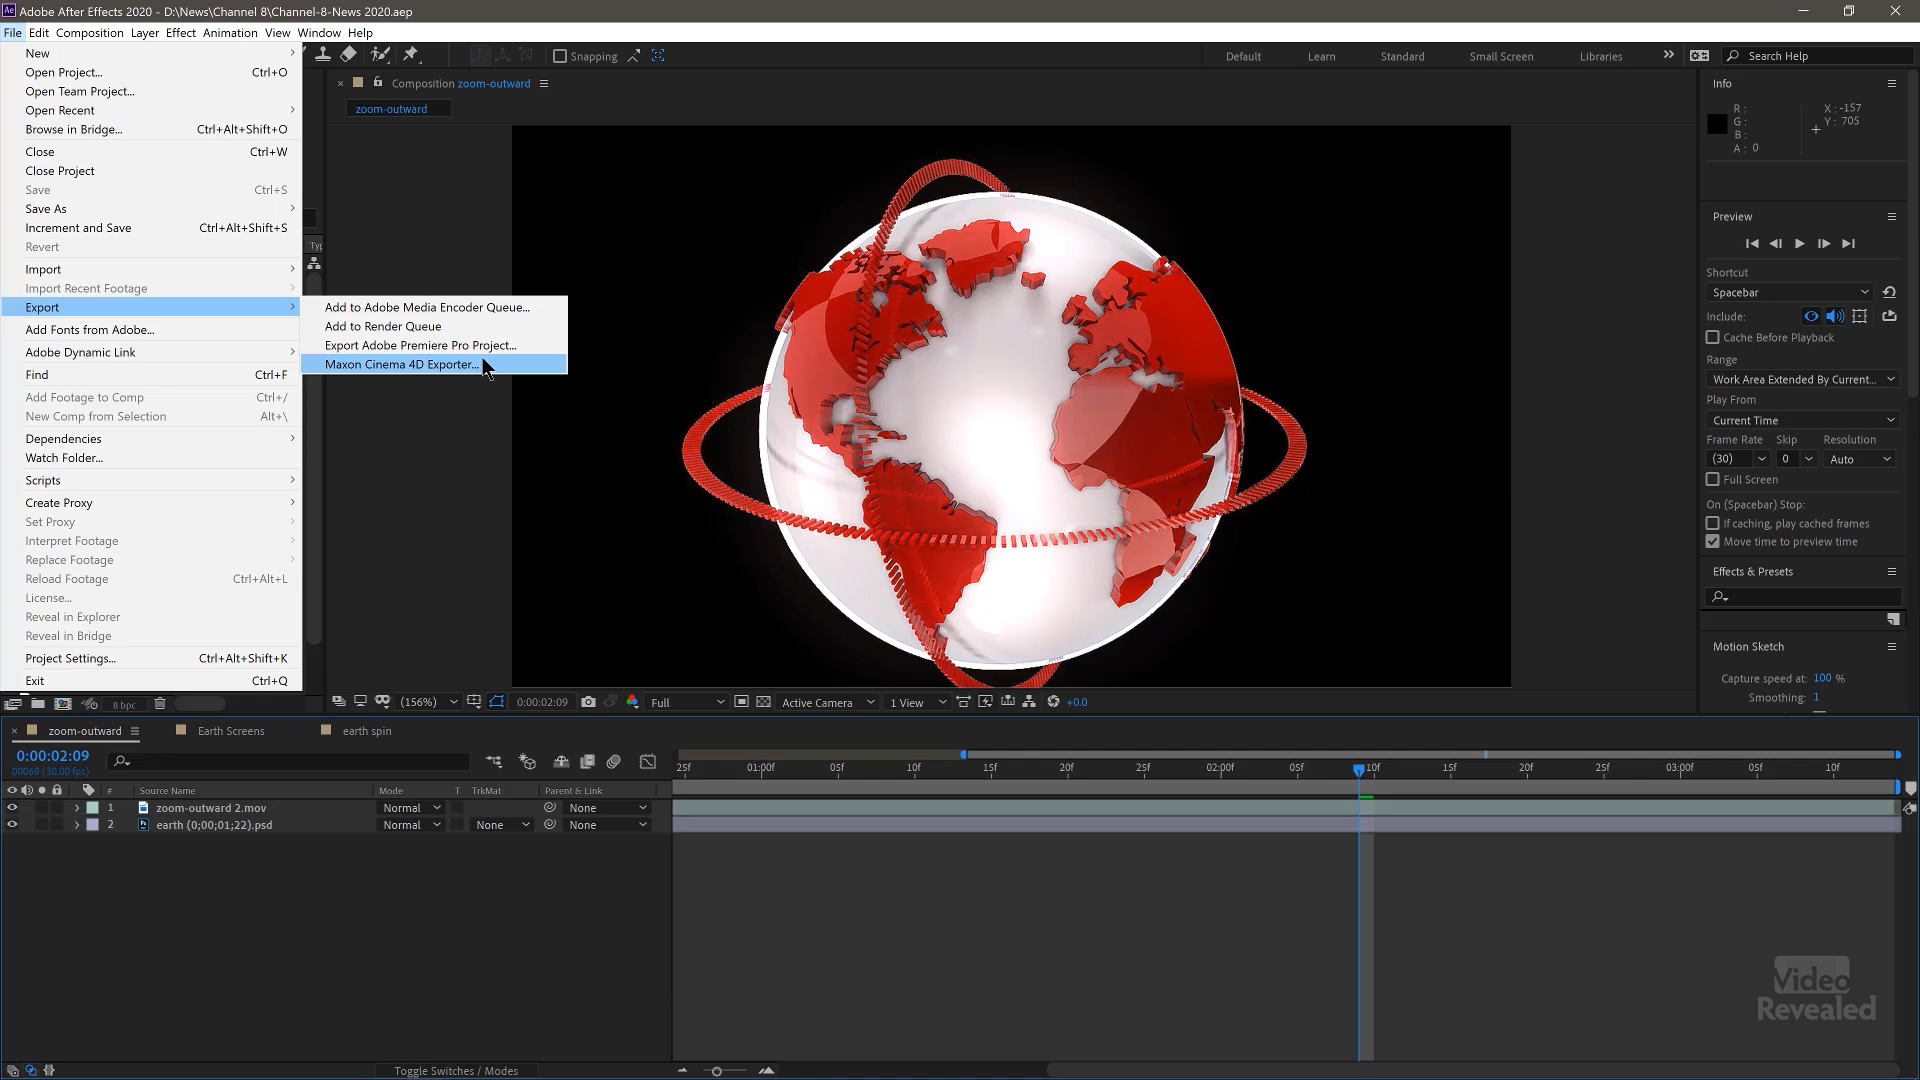 Ae Adobe After Effects 2020 - D:\News\Channel 8\Channel-8-News 2020.aep
File Edit Composition Layer Effect Animation View Window Help
Snapping
Default Learn Standard Small Screen Libraries
Search Help
New
Open Project... Ctrl+O
Open Team Project...
Open Recent
Browse in Bridge... Ctrl+Alt+Shift+O
Close Ctrl+W
Close Project
Save Ctrl+S
Save As
Increment and Save Ctrl+Alt+Shift+S
Revert
Import
Import Recent Footage
Export
Add Fonts from Adobe...
Adobe Dynamic Link
Find Ctrl+F
Add Footage to Comp Ctrl+/
New Comp from Selection Alt+\
Dependencies
Watch Folder...
Scripts
Create Proxy
Set Proxy
Interpret Footage
Replace Footage
Reload Footage Ctrl+Alt+L
License...
Reveal in Explorer
Reveal in Bridge
Project Settings... Ctrl+Alt+Shift+K
Exit Ctrl+Q
Add to Adobe Media Encoder Queue...
Add to Render Queue
Export Adobe Premiere Pro Project...
Maxon Cinema 4D Exporter...
Typ
8 bpc
Composition zoom-outward
zoom-outward
(156%) 0:00:02:09 Full Active Camera 1 View +0.0
Info
R :
G :
B :
A : 0
X : -157
Y : 705
Preview
Shortcut
Spacebar
Include:
Cache Before Playback
Range
Work Area Extended By Current...
Play From
Current Time
Frame Rate Skip Resolution
(30) 0 Auto
Full Screen
On (Spacebar) Stop:
If caching, play cached frames
Move time to preview time
Effects & Presets
Motion Sketch
Capture speed at: 100 %
Smoothing: 1
zoom-outward Earth Screens earth spin
0:00:02:09
00069 (30.00 fps)
25f 01:00f 05f 10f 15f 20f 25f 02:00f 05f 10f 15f 20f 25f 03:00f 05f 10f
# Source Name Mode T TrkMat Parent & Link
1 zoom-outward 2.mov Normal None
2 earth (0;00;01;22).psd Normal None None
Toggle Switches / Modes
Video
Revealed